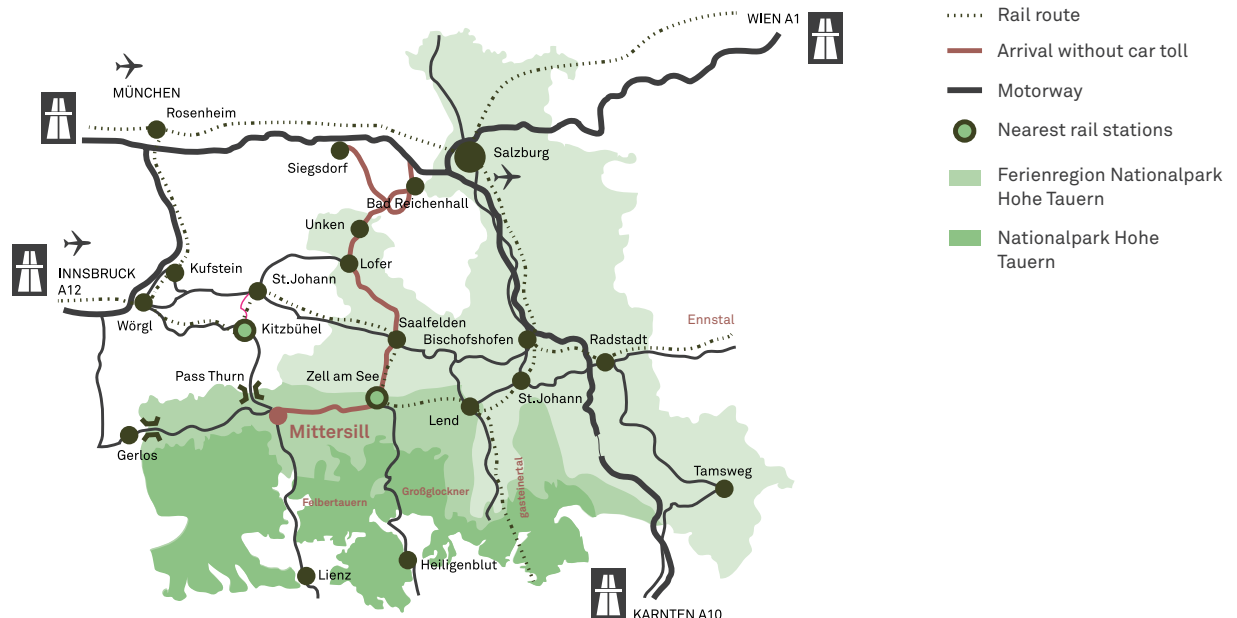 WIEN A1
MÜNCHEN
Rosenheim
Siegsdorf
Salzburg
Bad Reichenhall
Unken
Lofer
INNSBRUCK
A12
Kufstein
St.Johann
Wörgl
Kitzbühel
Saalfelden
Bischofshofen
Radstadt
Ennstal
Pass Thurn
Zell am See
St.Johann
Lend
Mittersill
Gerlos
Tamsweg
Felbertauern
Großglockner
gasteinertal
Heiligenblut
Lienz
KARNTEN A10
Rail route
Arrival without car toll
Motorway
Nearest rail stations
Ferienregion Nationalpark
Hohe Tauern
Nationalpark Hohe
Tauern